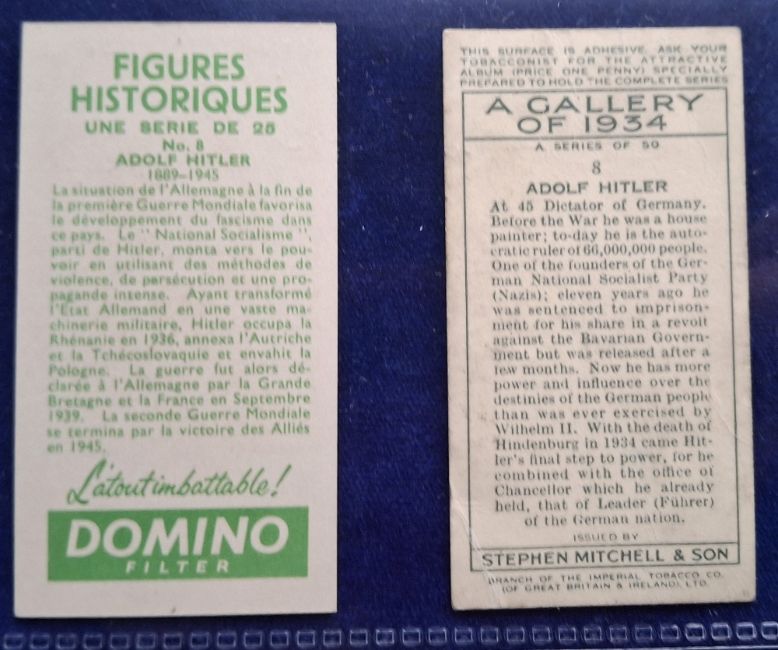 FIGURES
HISTORIQUES
UNE SERIE DE 25
No. 8
ADOLF HITLER
1889-1945
La situation de l'Allemagne à la fin de
la première Guerre Mondiale favorisa
le développement du fascisme dans
ce pays. Le "National Socialisme",
parti de Hitler, monta vers le pou-
voir en utilisant des méthodes de
violence, de persécution et une pro-
pagande intense. Ayant transformé
l'Etat Allemand en une vaste ma-
chinerie militaire, Hitler occupa la
Rhénanie en 1936, annexa l'Autriche
et la Tchécoslovaquie et envahit la
Pologne. La guerre fut alors dé-
clarée à l'Allemagne par la Grande
Bretagne et la France en Septembre
1939. La seconde Guerre Mondiale
se termina par la victoire des Alliés
en 1945.
L'atout imbattable!
DOMINO
FILTER
THIS SURFACE IS ADHESIVE. ASK YOUR
TOBACCONIST FOR THE ATTRACTIVE
ALBUM (PRICE ONE PENNY) SPECIALLY
PREPARED TO HOLD THE COMPLETE SERIES
A GALLERY
OF 1934
A SERIES OF 50
8
ADOLF HITLER
At 45 Dictator of Germany.
Before the War he was a house
painter; to-day he is the auto-
cratic ruler of 66,000,000 people.
One of the founders of the Ger-
man National Socialist Party
(Nazis); eleven years ago he
was sentenced to imprison-
ment for his share in a revolt
against the Bavarian Govern-
ment but was released after a
few months. Now he has more
power and influence over the
destinies of the German people
than was ever exercised by
Wilhelm II. With the death of
Hindenburg in 1934 came Hit-
ler's final step to power, for he
combined with the office of
Chancellor which he already
held, that of Leader (Führer)
of the German nation.
ISSUED BY
STEPHEN MITCHELL & SON
BRANCH OF THE IMPERIAL TOBACCO CO.
(OF GREAT BRITAIN & IRELAND), LTD.